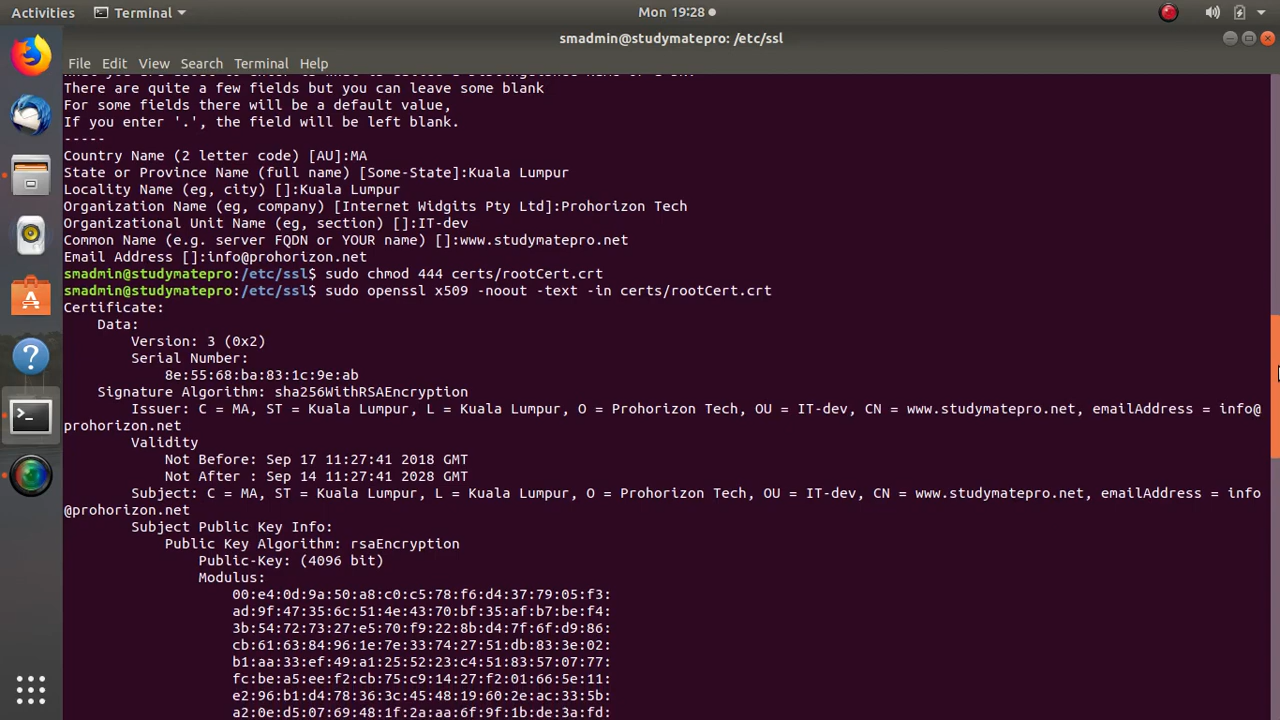 Activities
Terminal
Mon 19:28
smadmin@studymatepro: /etc/ssl
File Edit View Search Terminal Help
There are quite a few fields but you can leave some blank
For some fields there will be a default value,
If you enter '.', the field will be left blank.
-----
Country Name (2 letter code) [AU]:MA
State or Province Name (full name) [Some-State]:Kuala Lumpur
Locality Name (eg, city) []:Kuala Lumpur
Organization Name (eg, company) [Internet Widgits Pty Ltd]:Prohorizon Tech
Organizational Unit Name (eg, section) []:IT-dev
Common Name (e.g. server FQDN or YOUR name) []:www.studymatepro.net
Email Address []:info@prohorizon.net
smadmin@studymatepro:/etc/ssl$ sudo chmod 444 certs/rootCert.crt
smadmin@studymatepro:/etc/ssl$ sudo openssl x509 -noout -text -in certs/rootCert.crt
Certificate:
Data:
Version: 3 (0x2)
Serial Number:
8e:55:68:ba:83:1c:9e:ab
Signature Algorithm: sha256WithRSAEncryption
Issuer: C = MA, ST = Kuala Lumpur, L = Kuala Lumpur, O = Prohorizon Tech, OU = IT-dev, CN = www.studymatepro.net, emailAddress = info@
prohorizon.net
Validity
Not Before: Sep 17 11:27:41 2018 GMT
Not After : Sep 14 11:27:41 2028 GMT
Subject: C = MA, ST = Kuala Lumpur, L = Kuala Lumpur, O = Prohorizon Tech, OU = IT-dev, CN = www.studymatepro.net, emailAddress = info
@prohorizon.net
Subject Public Key Info:
Public Key Algorithm: rsaEncryption
Public-Key: (4096 bit)
Modulus:
00:e4:0d:9a:50:a8:c0:c5:78:f6:d4:37:79:05:f3:
ad:9f:47:35:6c:51:4e:43:70:bf:35:af:b7:be:f4:
3b:54:72:73:27:e5:70:f9:22:8b:d4:7f:6f:d9:86:
cb:61:63:84:96:1e:7e:33:74:27:51:db:83:3e:02:
b1:aa:33:ef:49:a1:25:52:23:c4:51:83:57:07:77:
fc:be:a5:ee:f2:cb:75:c9:14:27:f2:01:66:5e:11:
e2:96:b1:d4:78:36:3c:45:48:19:60:2e:ac:33:5b:
a2:0e:d5:07:69:48:1f:2a:aa:6f:9f:1b:de:3a:fd: